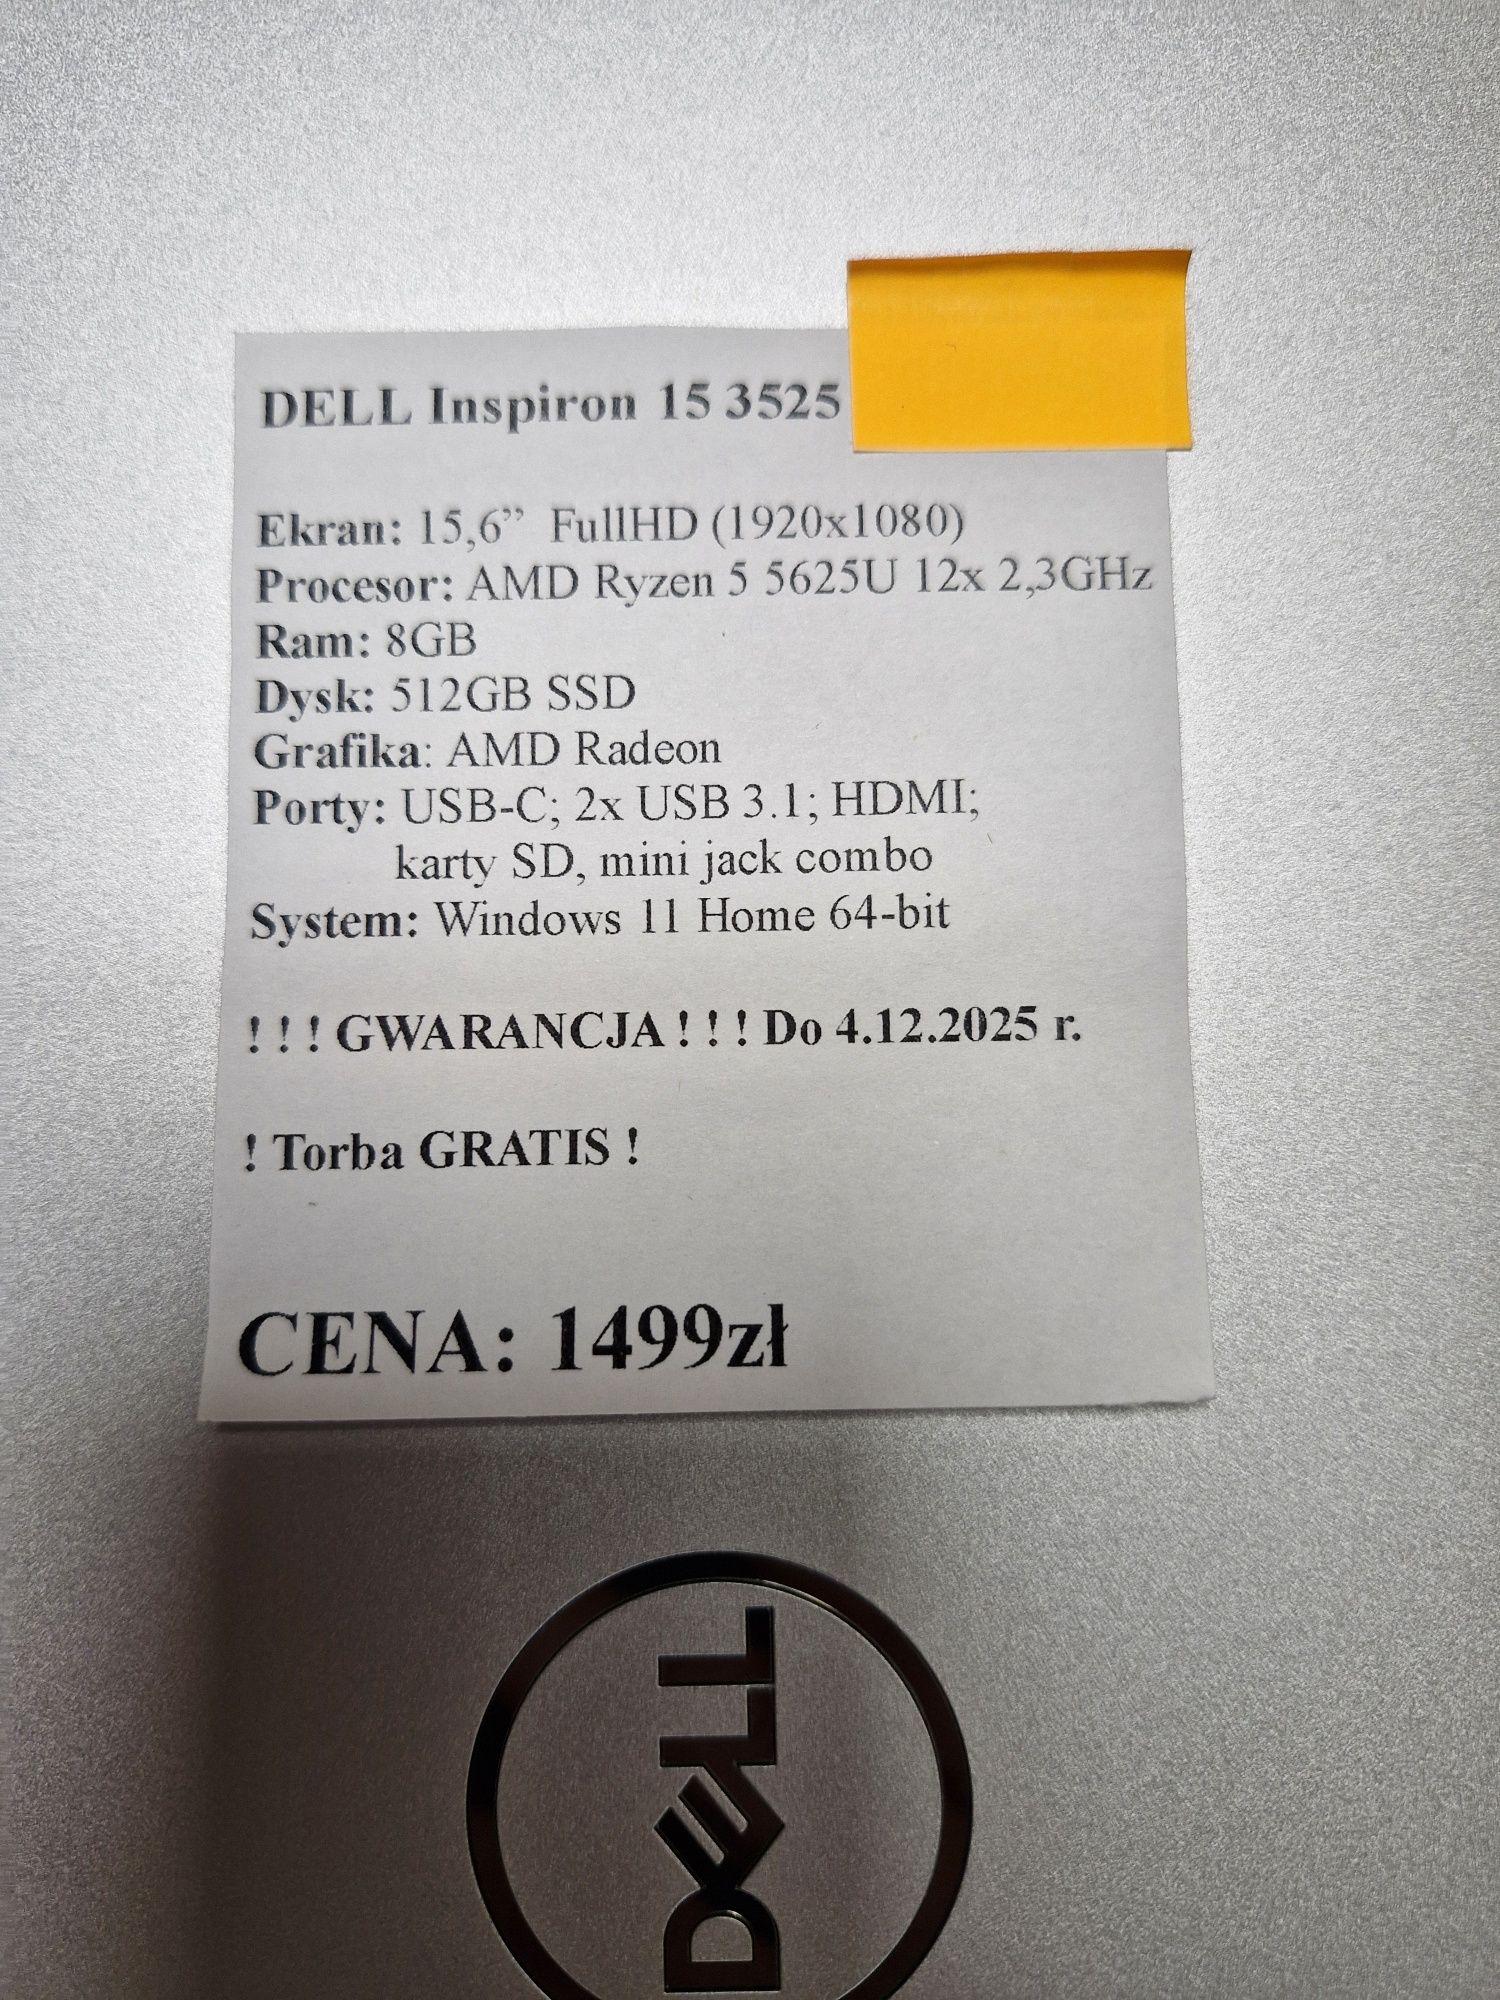 DELL Inspiron 15 3525
Ekran: 15,6” FullHD (1920x1080)
Procesor: AMD Ryzen 5 5625U 12x 2,3GHz
Ram: 8GB
Dysk: 512GB SSD
Grafika: AMD Radeon
Porty: USB-C; 2x USB 3.1; HDMI;
karty SD, mini jack combo
System: Windows 11 Home 64-bit
! ! ! GWARANCJA ! ! ! Do 4.12.2025 r.
! Torba GRATIS !
CENA: 1499zł
DELL